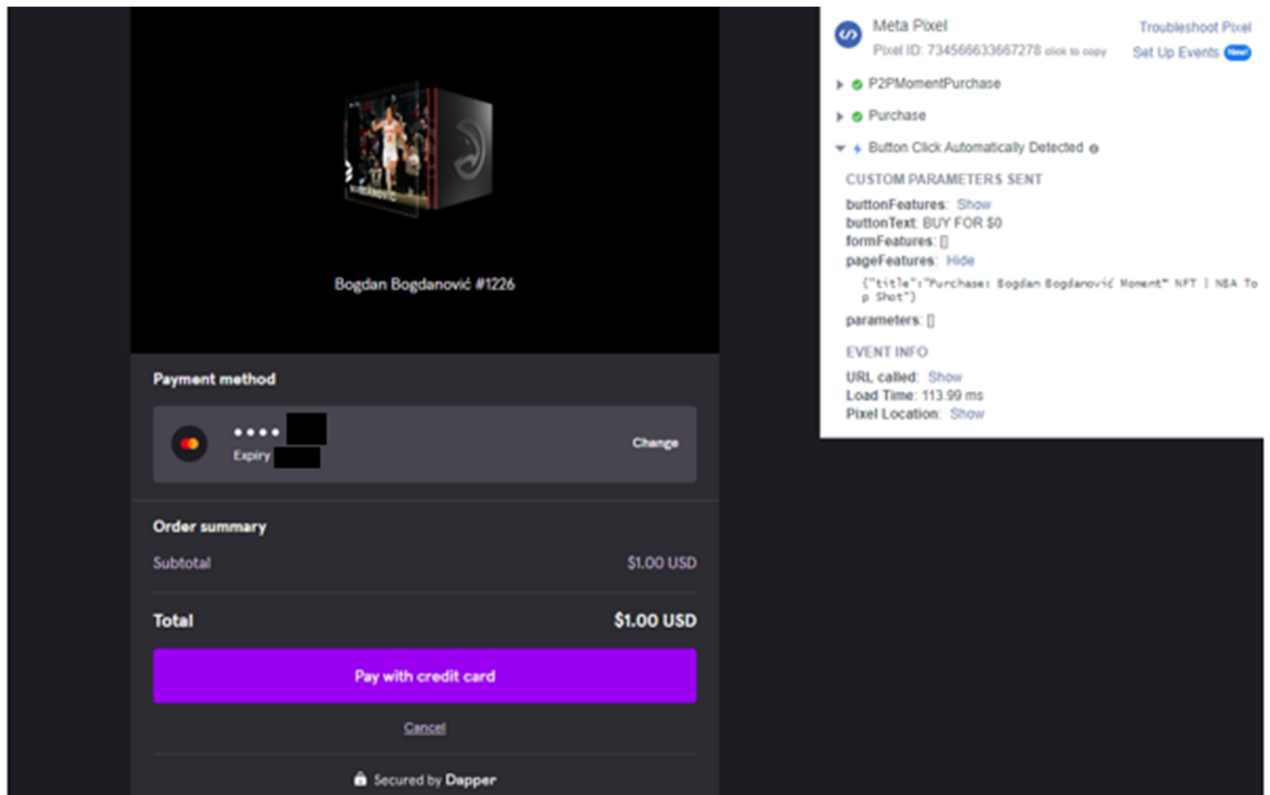 BOGDANOVIĆ
Bogdan Bogdanović #1226
Payment method
••••
Expiry
Change
Order summary
Subtotal $1.00 USD
Total $1.00 USD
Pay with credit card
Cancel
Secured by Dapper
Meta Pixel
Troubleshoot Pixel
Pixel ID: 734566633667278 click to copy
Set Up Events New!
P2PMomentPurchase
Purchase
Button Click Automatically Detected
CUSTOM PARAMETERS SENT
buttonFeatures: Show
buttonText: BUY FOR $0
formFeatures: []
pageFeatures: Hide
{"title":"Purchase: Bogdan Bogdanović Moment™ NFT | NBA To
p Shot"}
parameters: []
EVENT INFO
URL called: Show
Load Time: 113.99 ms
Pixel Location: Show